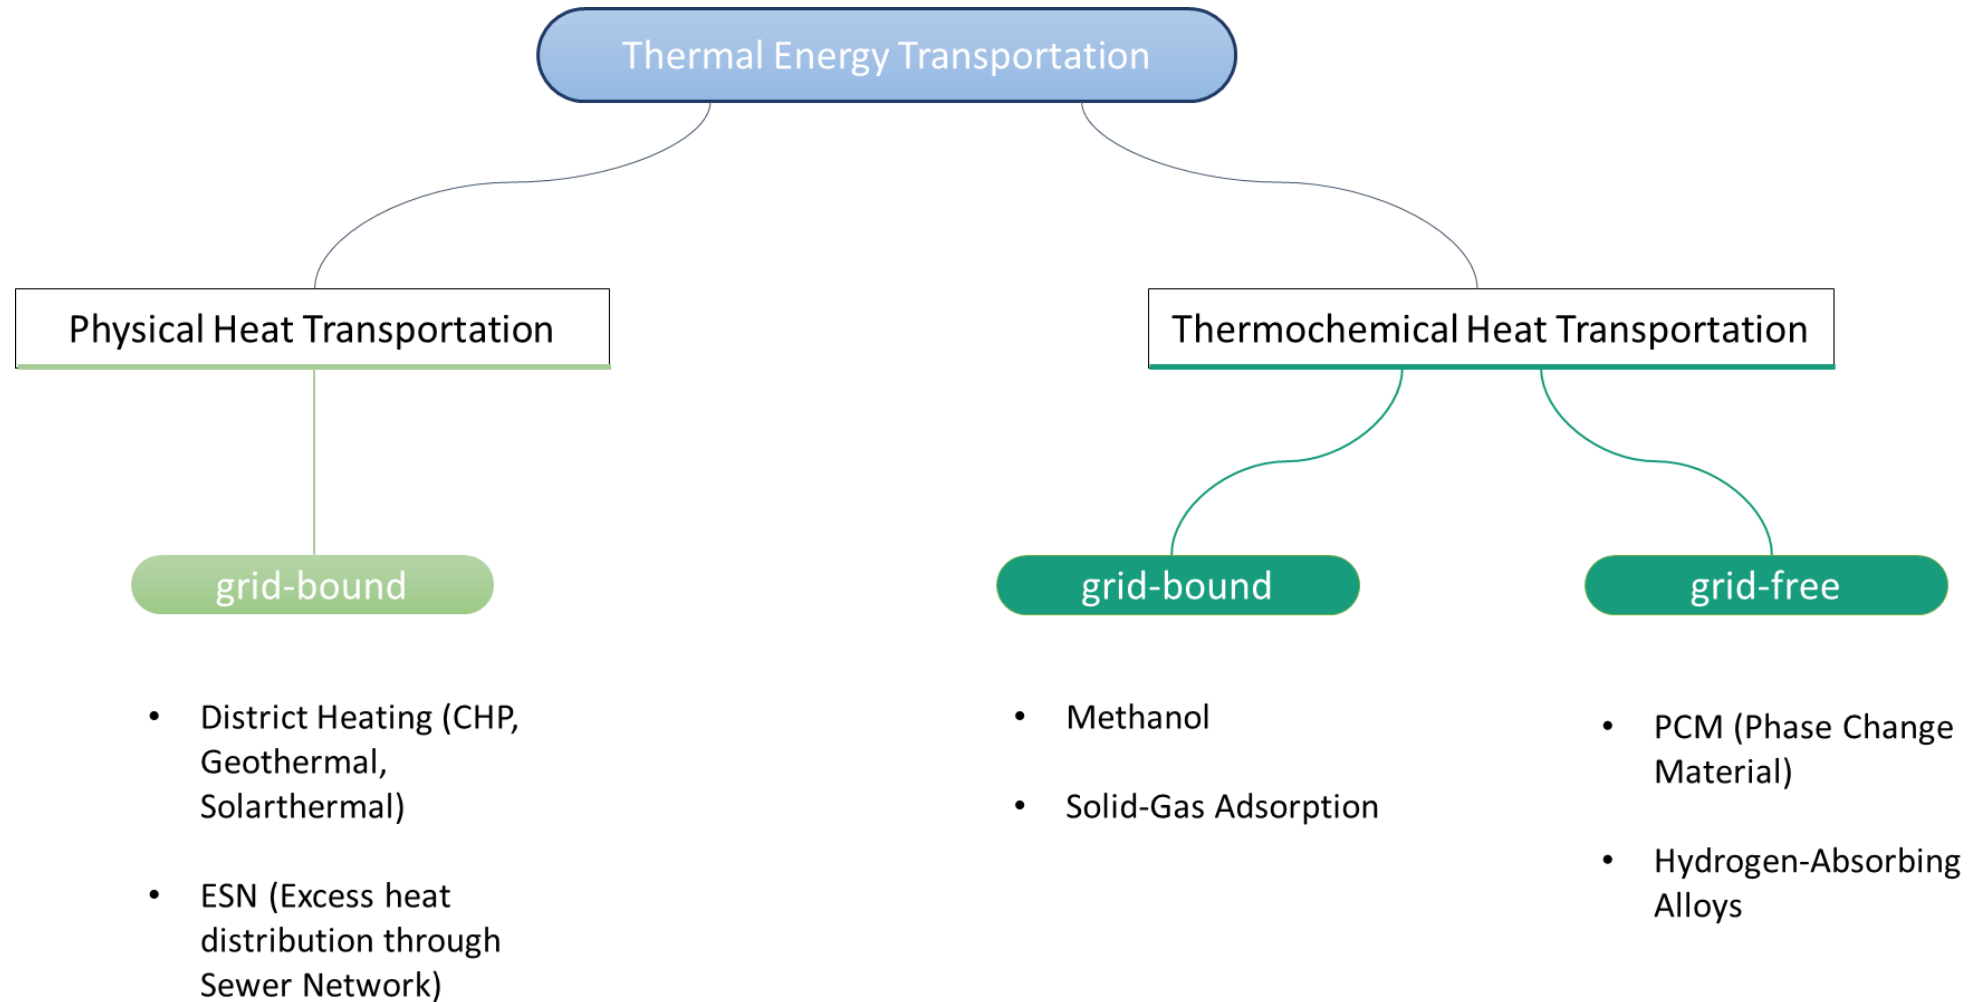 Thermal Energy Transportation
Physical Heat Transportation
Thermochemical Heat Transportation
grid-bound
grid-bound
grid-free
• District Heating (CHP,
Geothermal,
Solarthermal)
• ESN (Excess heat
distribution through
Sewer Network)
• Methanol
• Solid-Gas Adsorption
• PCM (Phase Change
Material)
• Hydrogen-Absorbing
Alloys